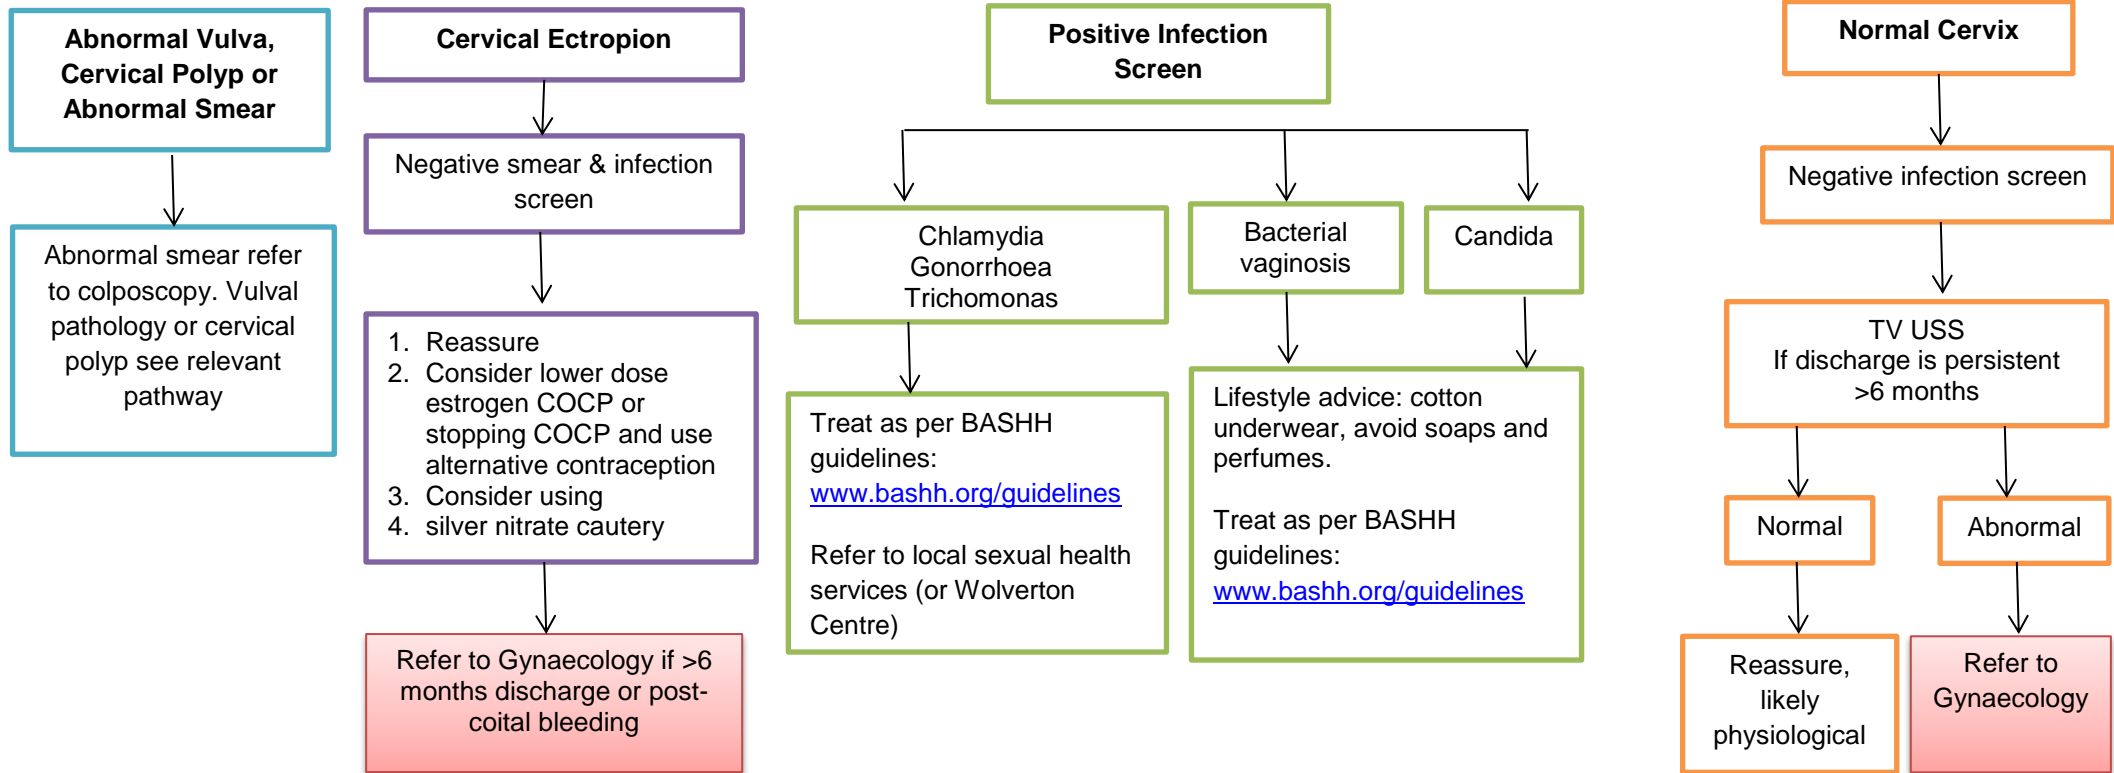 Abnormal Vulva,
Cervical Polyp or
Abnormal Smear
Abnormal smear refer
to colposcopy. Vulval
pathology or cervical
polyp see relevant
pathway
Cervical Ectropion
Negative smear & infection
screen
1. Reassure
2. Consider lower dose
estrogen COCP or
stopping COCP and use
alternative contraception
3. Consider using
4. silver nitrate cautery
Refer to Gynaecology if >6
months discharge or post-
coital bleeding
Positive Infection
Screen
Chlamydia
Gonorrhoea
Trichomonas
Treat as per BASHH
guidelines:
www.bashh.org/guidelines
Refer to local sexual health
services (or Wolverton
Centre)
Bacterial
vaginosis
Candida
Lifestyle advice: cotton
underwear, avoid soaps and
perfumes.
Treat as per BASHH
guidelines:
www.bashh.org/guidelines
Normal Cervix
Negative infection screen
TV USS
If discharge is persistent
>6 months
Normal
Abnormal
Reassure,
likely
physiological
Refer to
Gynaecology